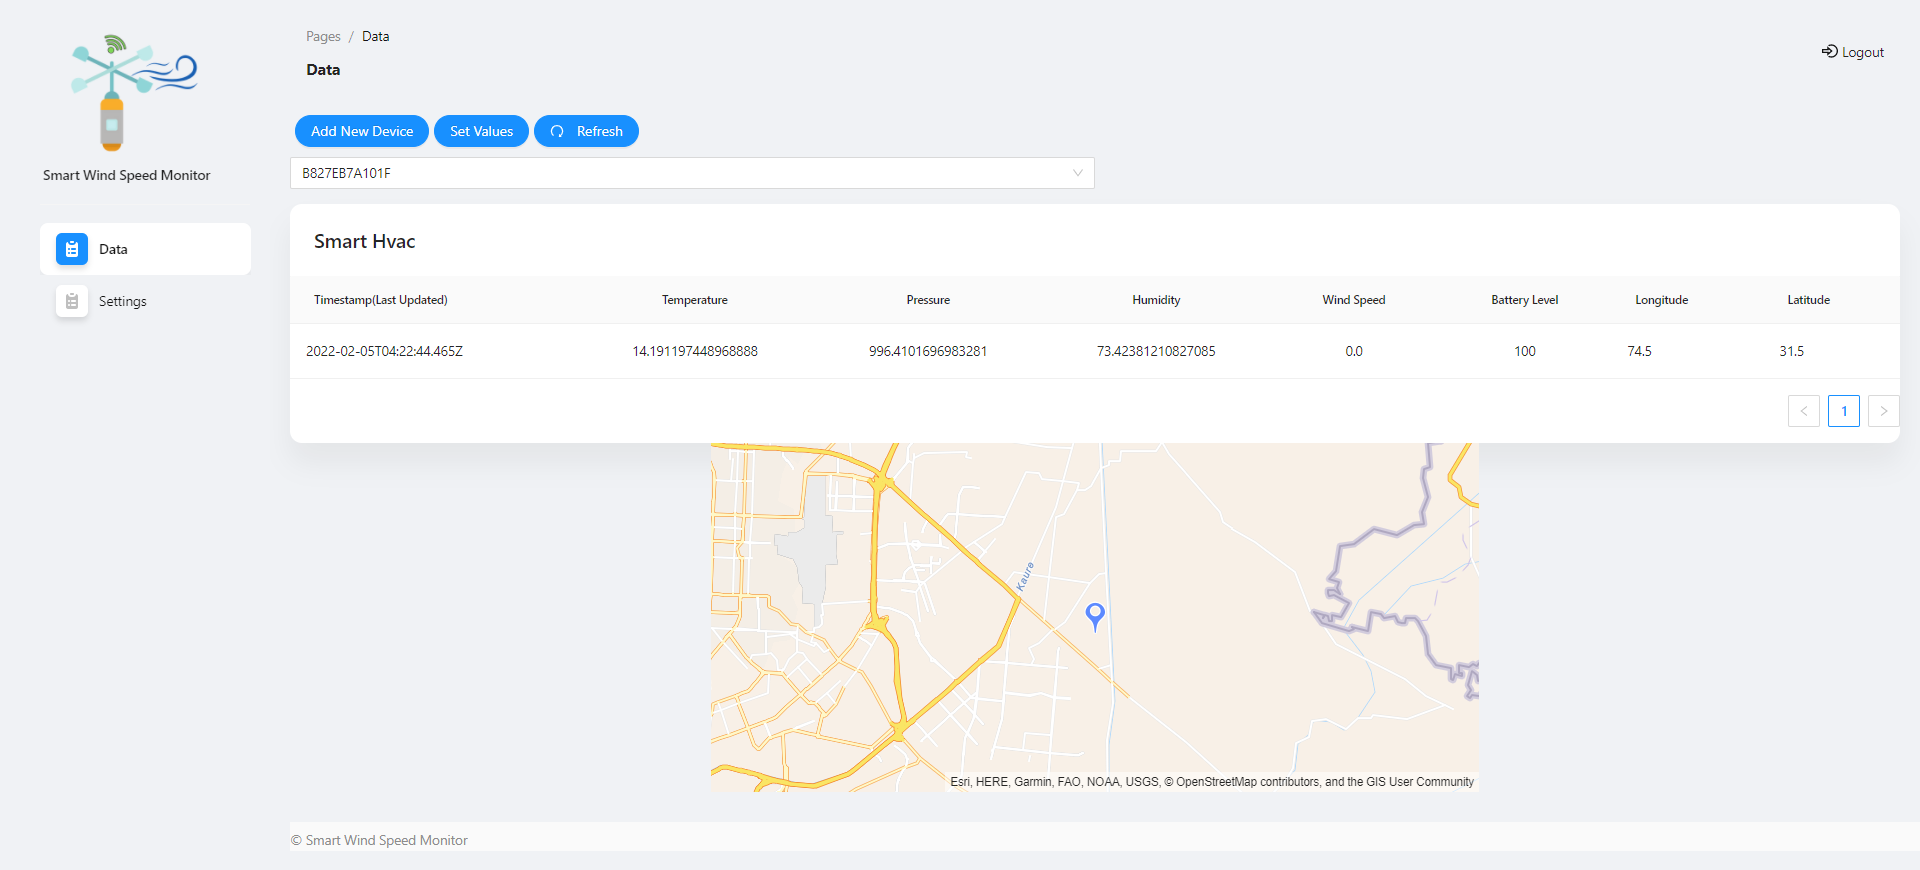 Smart Wind Speed Monitor
Data
Settings
Pages / Data
Data
Logout
Add New Device
Set Values
Refresh
B827EB7A101F
Smart Hvac
Timestamp(Last Updated) Temperature Pressure Humidity Wind Speed Battery Level Longitude Latitude
2022-02-05T04:22:44.465Z 14.191197448968888 996.4101696983281 73.42381210827085 0.0 100 74.5 31.5
< 1 >
Kaure
Esri, HERE, Garmin, FAO, NOAA, USGS, © OpenStreetMap contributors, and the GIS User Community
© Smart Wind Speed Monitor